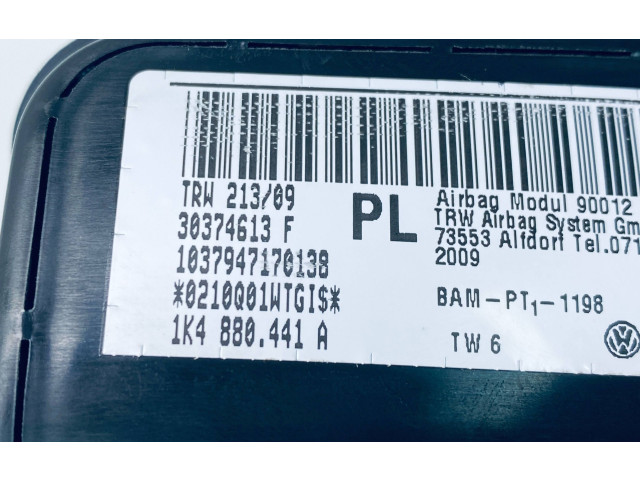 TRW 213/09
30374613 F
1037947170138
*0210Q01WTGI$*
1K4 880.441 A
PL
Airbag Modul 90012
TRW Airbag System Gm
73553 Alfdorf Tel.071
2009
BAM-PT1-1198
TW 6